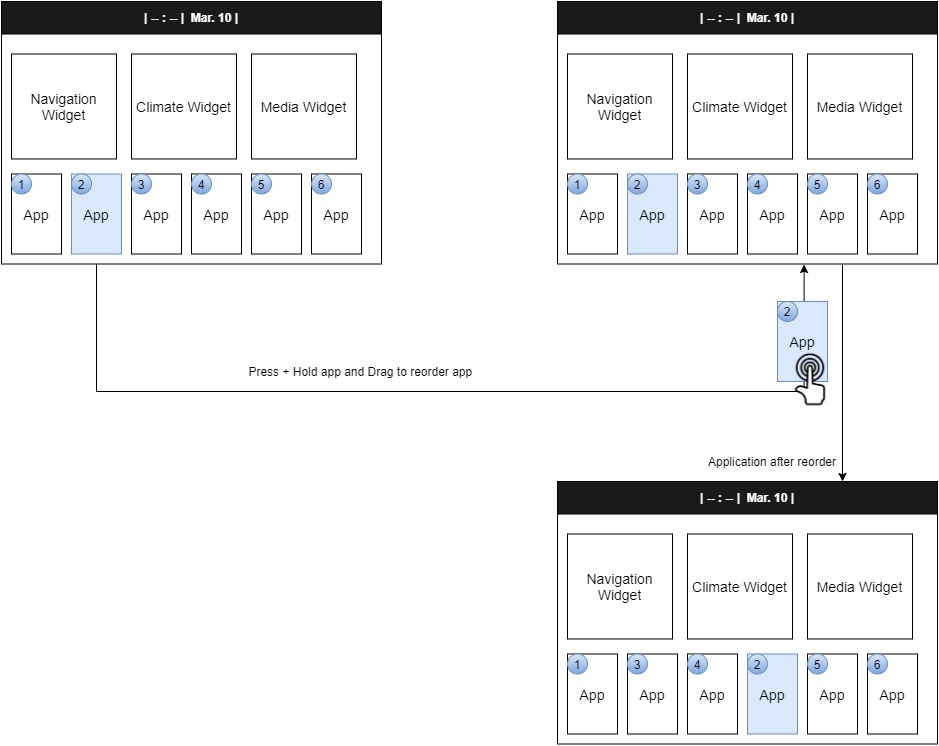 | -- : -- |  Mar. 10 |
Navigation
Widget
Climate Widget
Media Widget
1 2 3 4 5 6
App App App App App App
| -- : -- |  Mar. 10 |
Navigation
Widget
Climate Widget
Media Widget
1 2 3 4 5 6
App App App App App App
2
App
Press + Hold app and Drag to reorder app
Application after reorder
| -- : -- |  Mar. 10 |
Navigation
Widget
Climate Widget
Media Widget
1 3 4 2 5 6
App App App App App App